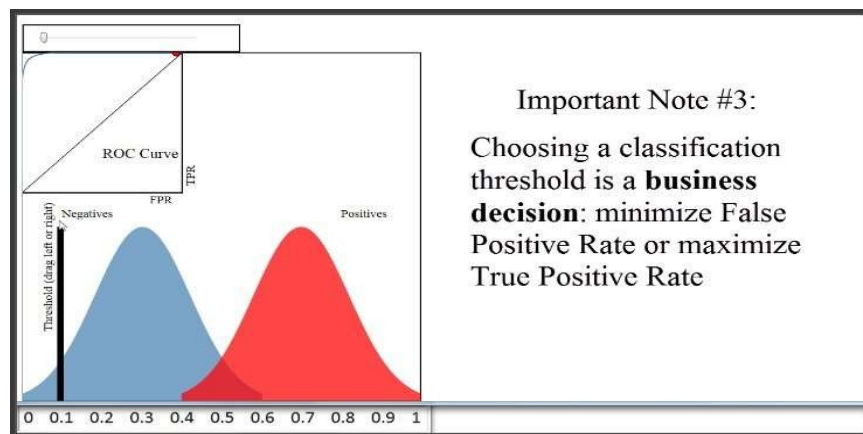 ROC Curve
TPR
FPR
Negatives
Positives
Threshold (drag left or right)
0 0.1 0.2 0.3 0.4 0.5 0.6 0.7 0.8 0.9 1
Important Note #3:
Choosing a classification
threshold is a business
decision: minimize False
Positive Rate or maximize
True Positive Rate